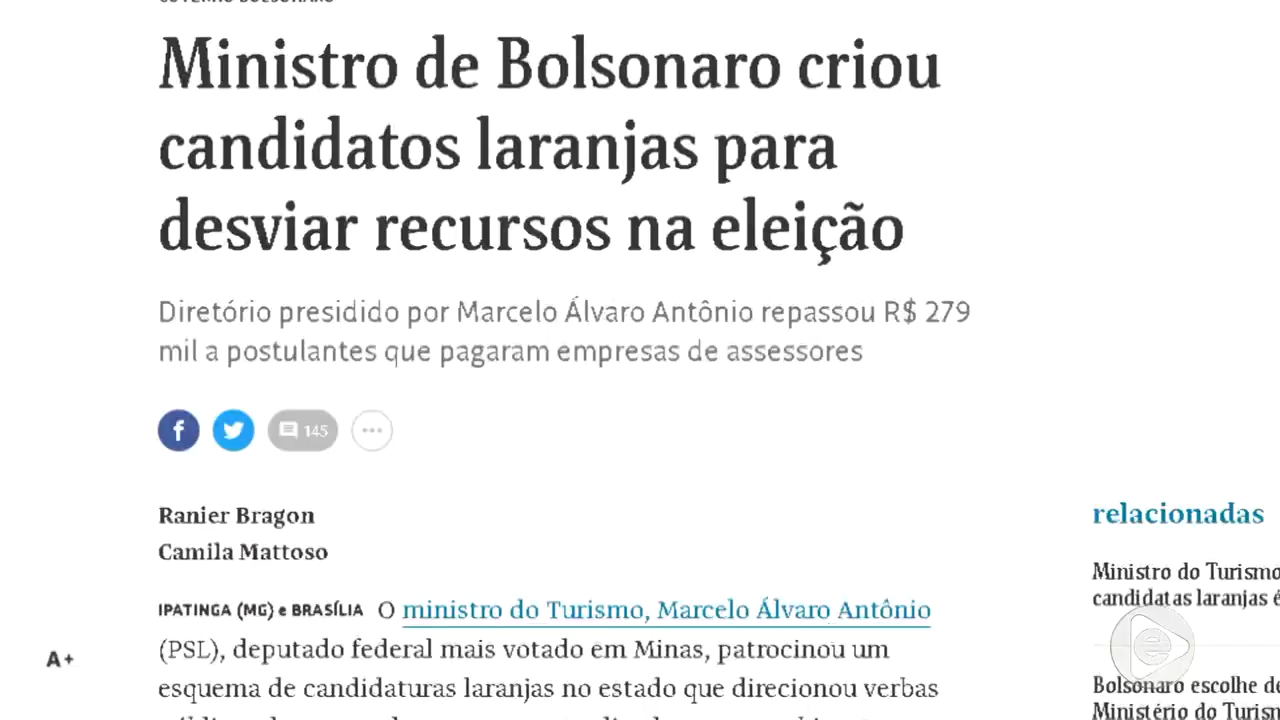 GOVERNO BOLSONARO
Ministro de Bolsonaro criou
candidatos laranjas para
desviar recursos na eleição
Diretório presidido por Marcelo Álvaro Antônio repassou R$ 279
mil a postulantes que pagaram empresas de assessores
145
Ranier Bragon
Camila Mattoso
IPATINGA (MG) e BRASÍLIA O ministro do Turismo, Marcelo Álvaro Antônio
(PSL), deputado federal mais votado em Minas, patrocinou um
esquema de candidaturas laranjas no estado que direcionou verbas
A+
relacionadas
Ministro do Turismo
candidatas laranjas é
Bolsonaro escolhe de
Ministério do Turism